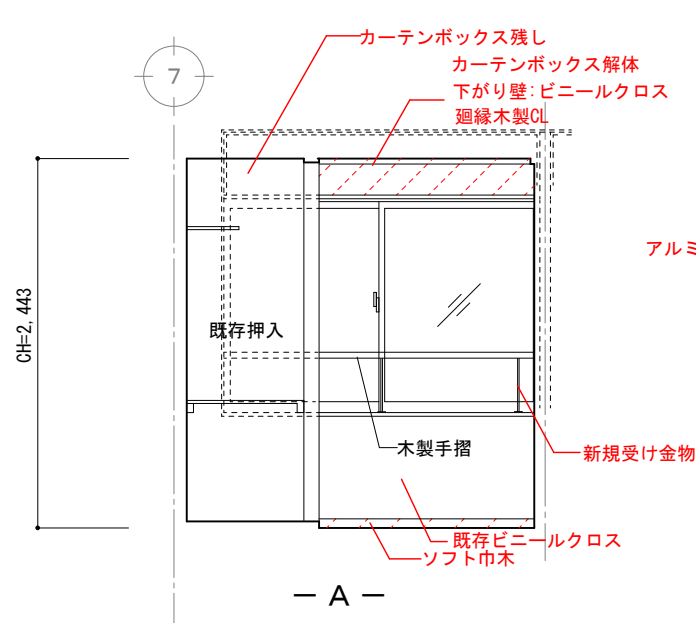 カーテンボックス残し
カーテンボックス解体
7
下がり壁:ビニールクロス
廻縁木製CL
アルミ
CH=2,443
既存押入
木製手摺
新規受け金物
既存ビニールクロス
ソフト巾木
− A −